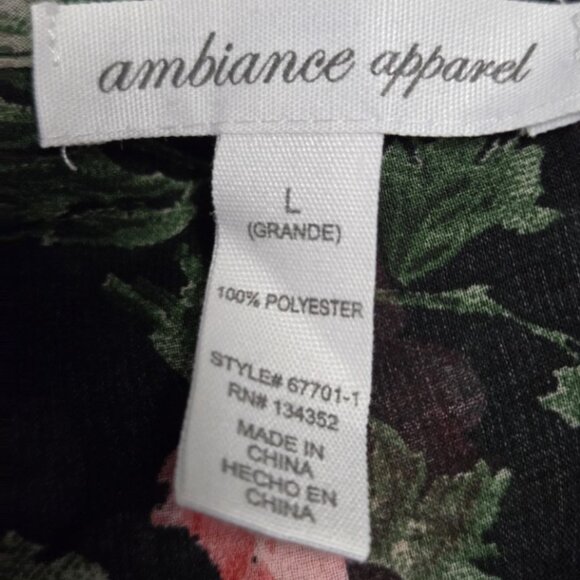 ambiance apparel
L
(GRANDE)
100% POLYESTER
STYLE# 67701-1
RN# 134352
MADE IN
CHINA
HECHO EN
CHINA